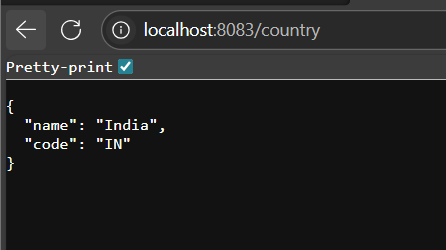 localhost:8083/country
Pretty-print
{
  "name": "India",
  "code": "IN"
}